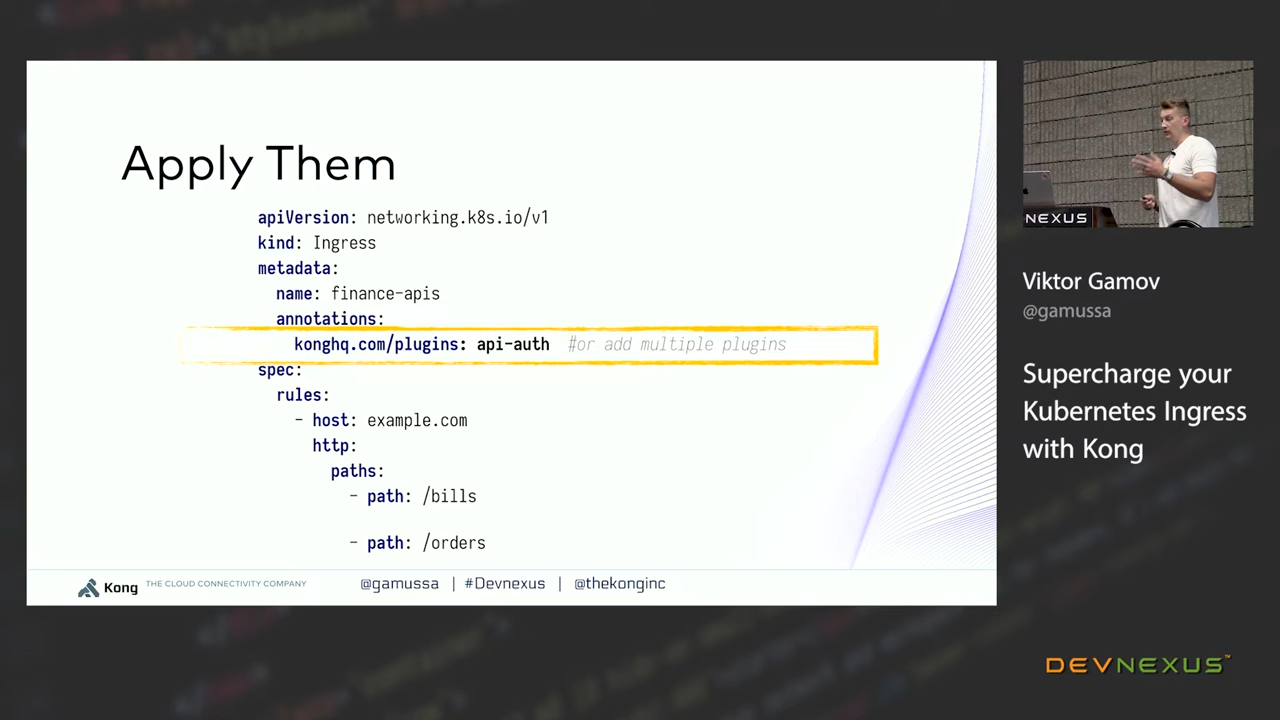 Apply Them
apiVersion: networking.k8s.io/v1
kind: Ingress
metadata:
name: finance-apis
annotations:
konghq.com/plugins: api-auth #or add multiple plugins
spec:
rules:
- host: example.com
http:
paths:
- path: /bills
- path: /orders
Kong THE CLOUD CONNECTIVITY COMPANY @gamussa | #Devnexus | @thekonginc
NEXUS
Viktor Gamov
@gamussa
Supercharge your
Kubernetes Ingress
with Kong
DEVNEXUS™